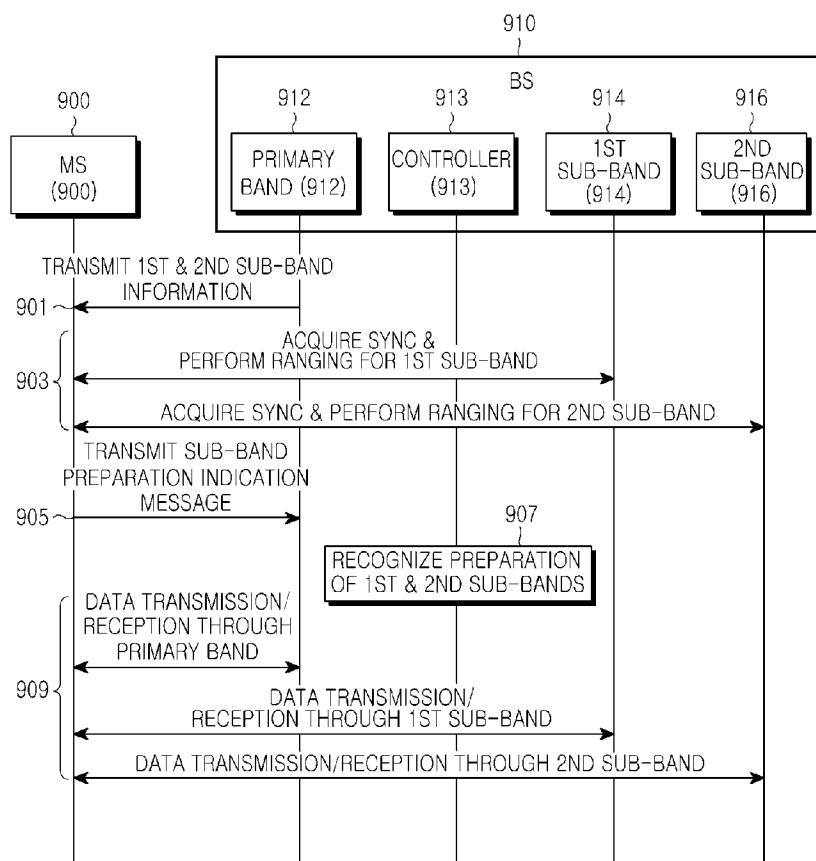 910
BS
900
912
913
914
916
MS
(900)
PRIMARY
BAND (912)
CONTROLLER
(913)
1ST
SUB-BAND
(914)
2ND
SUB-BAND
(916)
TRANSMIT 1ST & 2ND SUB-BAND
INFORMATION
901
ACQUIRE SYNC &
PERFORM RANGING FOR 1ST SUB-BAND
903
ACQUIRE SYNC & PERFORM RANGING FOR 2ND SUB-BAND
TRANSMIT SUB-BAND
PREPARATION INDICATION
MESSAGE
905
907
RECOGNIZE PREPARATION
OF 1ST & 2ND SUB-BANDS
DATA TRANSMISSION/
RECEPTION THROUGH
PRIMARY BAND
909
DATA TRANSMISSION/
RECEPTION THROUGH 1ST SUB-BAND
DATA TRANSMISSION/RECEPTION THROUGH 2ND SUB-BAND